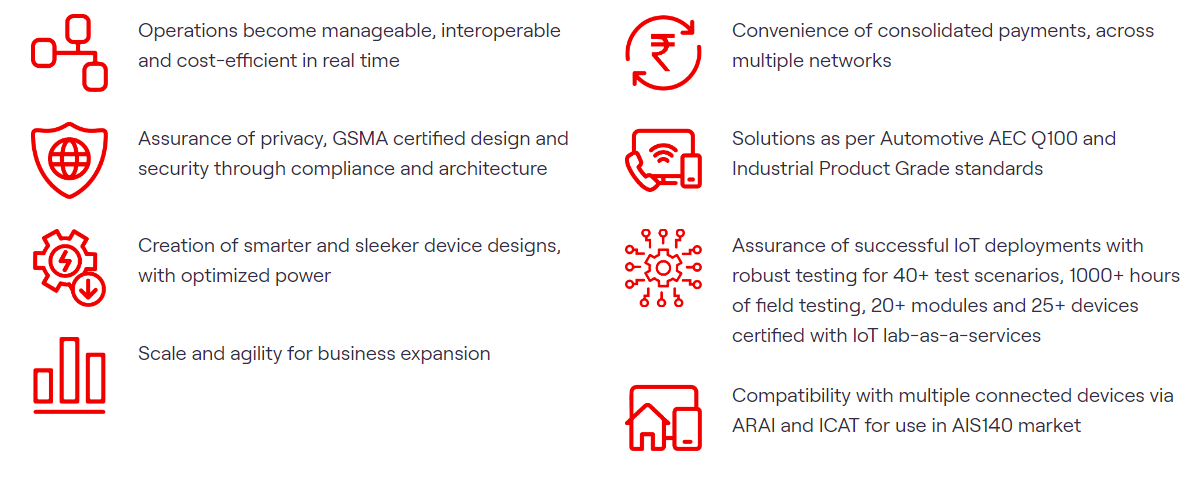 Operations become manageable, interoperable
and cost-efficient in real time
Assurance of privacy, GSMA certified design and
security through compliance and architecture
Creation of smarter and sleeker device designs,
with optimized power
Scale and agility for business expansion
Convenience of consolidated payments, across
multiple networks
Solutions as per Automotive AEC Q100 and
Industrial Product Grade standards
Assurance of successful IoT deployments with
robust testing for 40+ test scenarios, 1000+ hours
of field testing, 20+ modules and 25+ devices
certified with IoT lab-as-a-services
Compatibility with multiple connected devices via
ARAI and ICAT for use in AIS140 market